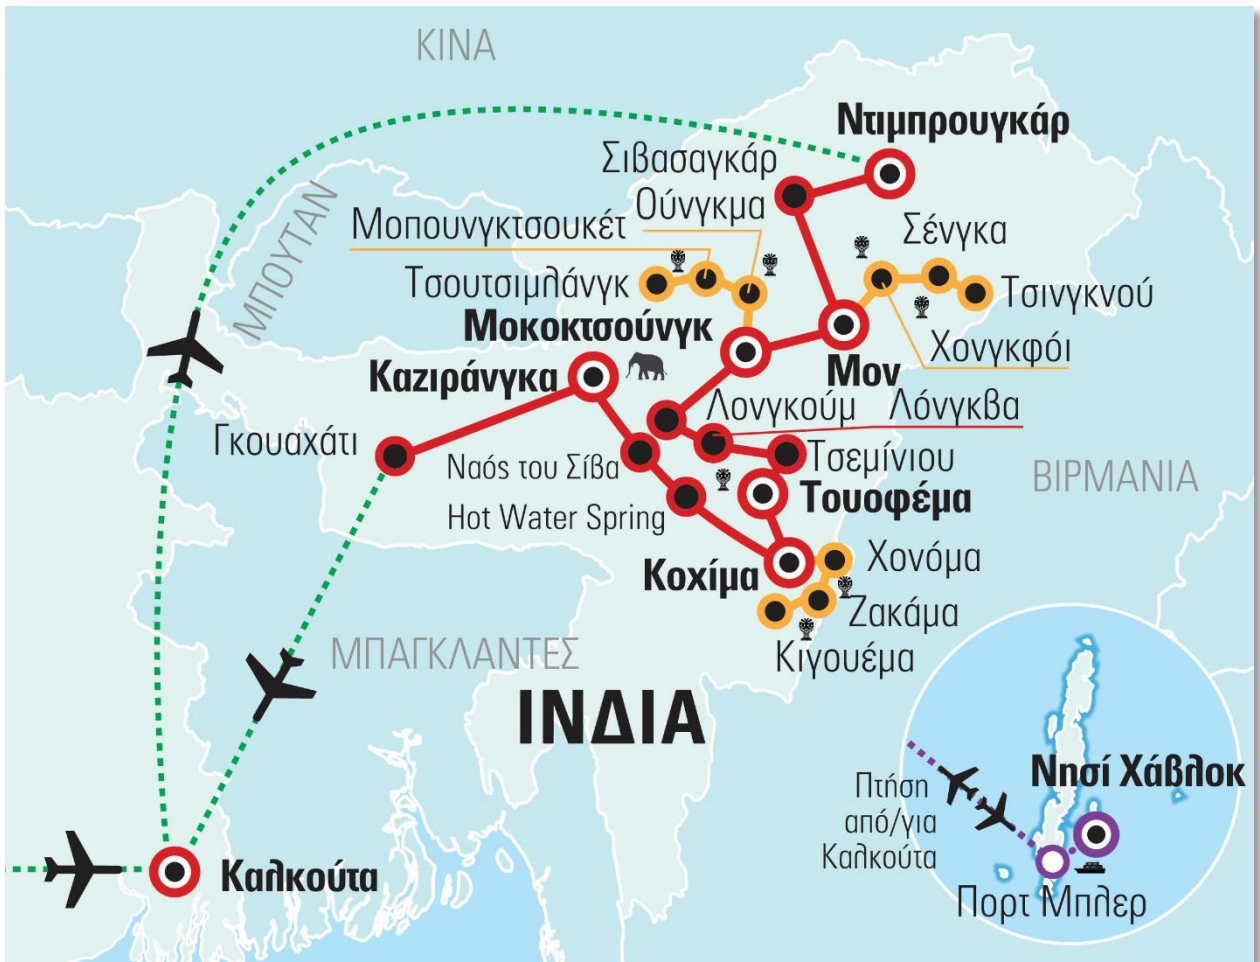 ΚΙΝΑ
Ντιμπρουγκάρ
Σιβασαγκάρ
Ούνγκμα
Μοπουνγκτσουκέτ
Σένγκα
ΜΠΟΥΤΑΝ
Τσουτσιμλάνγκ
Τσινγκνού
Μοκοκτσούνγκ
Χονγκφόι
Καζιράνγκα
Μον
Λονγκούμ
Λόνγκβα
Γκουαχάτι
Ναός του Σίβα
Τσεμίνιου
ΒΙΡΜΑΝΙΑ
Τουοφέμα
Hot Water Spring
Χονόμα
Κοχίμα
Ζακάμα
ΜΠΑΓΚΛΑΝΤΕΣ
Κιγουέμα
ΙΝΔΙΑ
Νησί Χάβλοκ
Πτήση
από/για
Καλκούτα
Καλκούτα
Πορτ Μπλερ